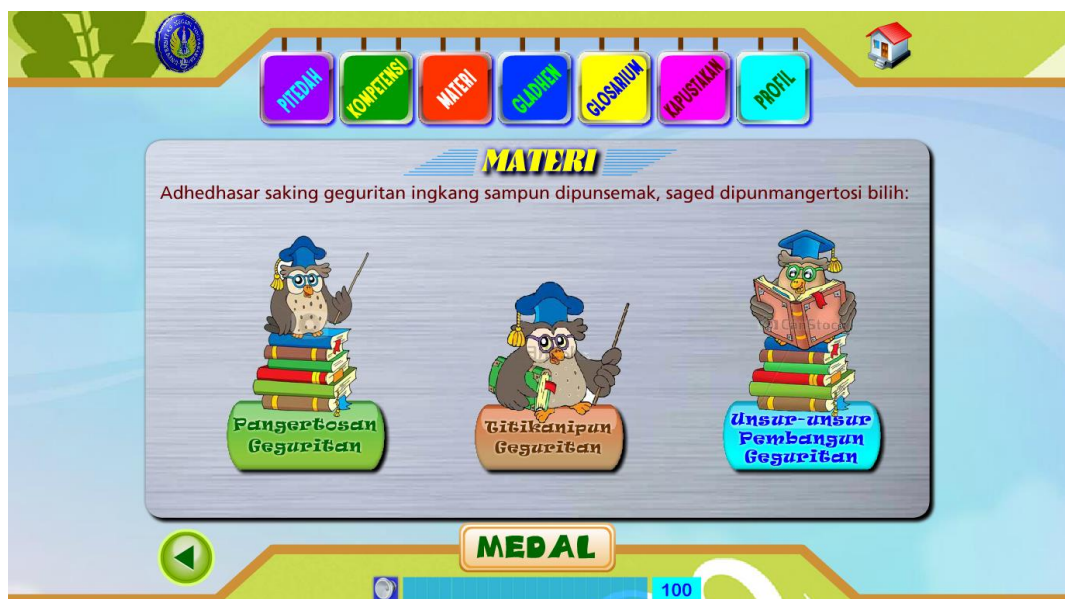 PITEDAH
KOMPETENSI
MATERI
GLADHEN
GLOSARIUM
KAPUSTAKAN
PROFIL
MATERI
Adhedhasar saking geguritan ingkang sampun dipunsemak, saged dipunmangertosi bilih:
Pangertosan
Geguritan
Titikanipun
Geguritan
Unsur-unsur
Pembangun
Geguritan
MEDAL
100